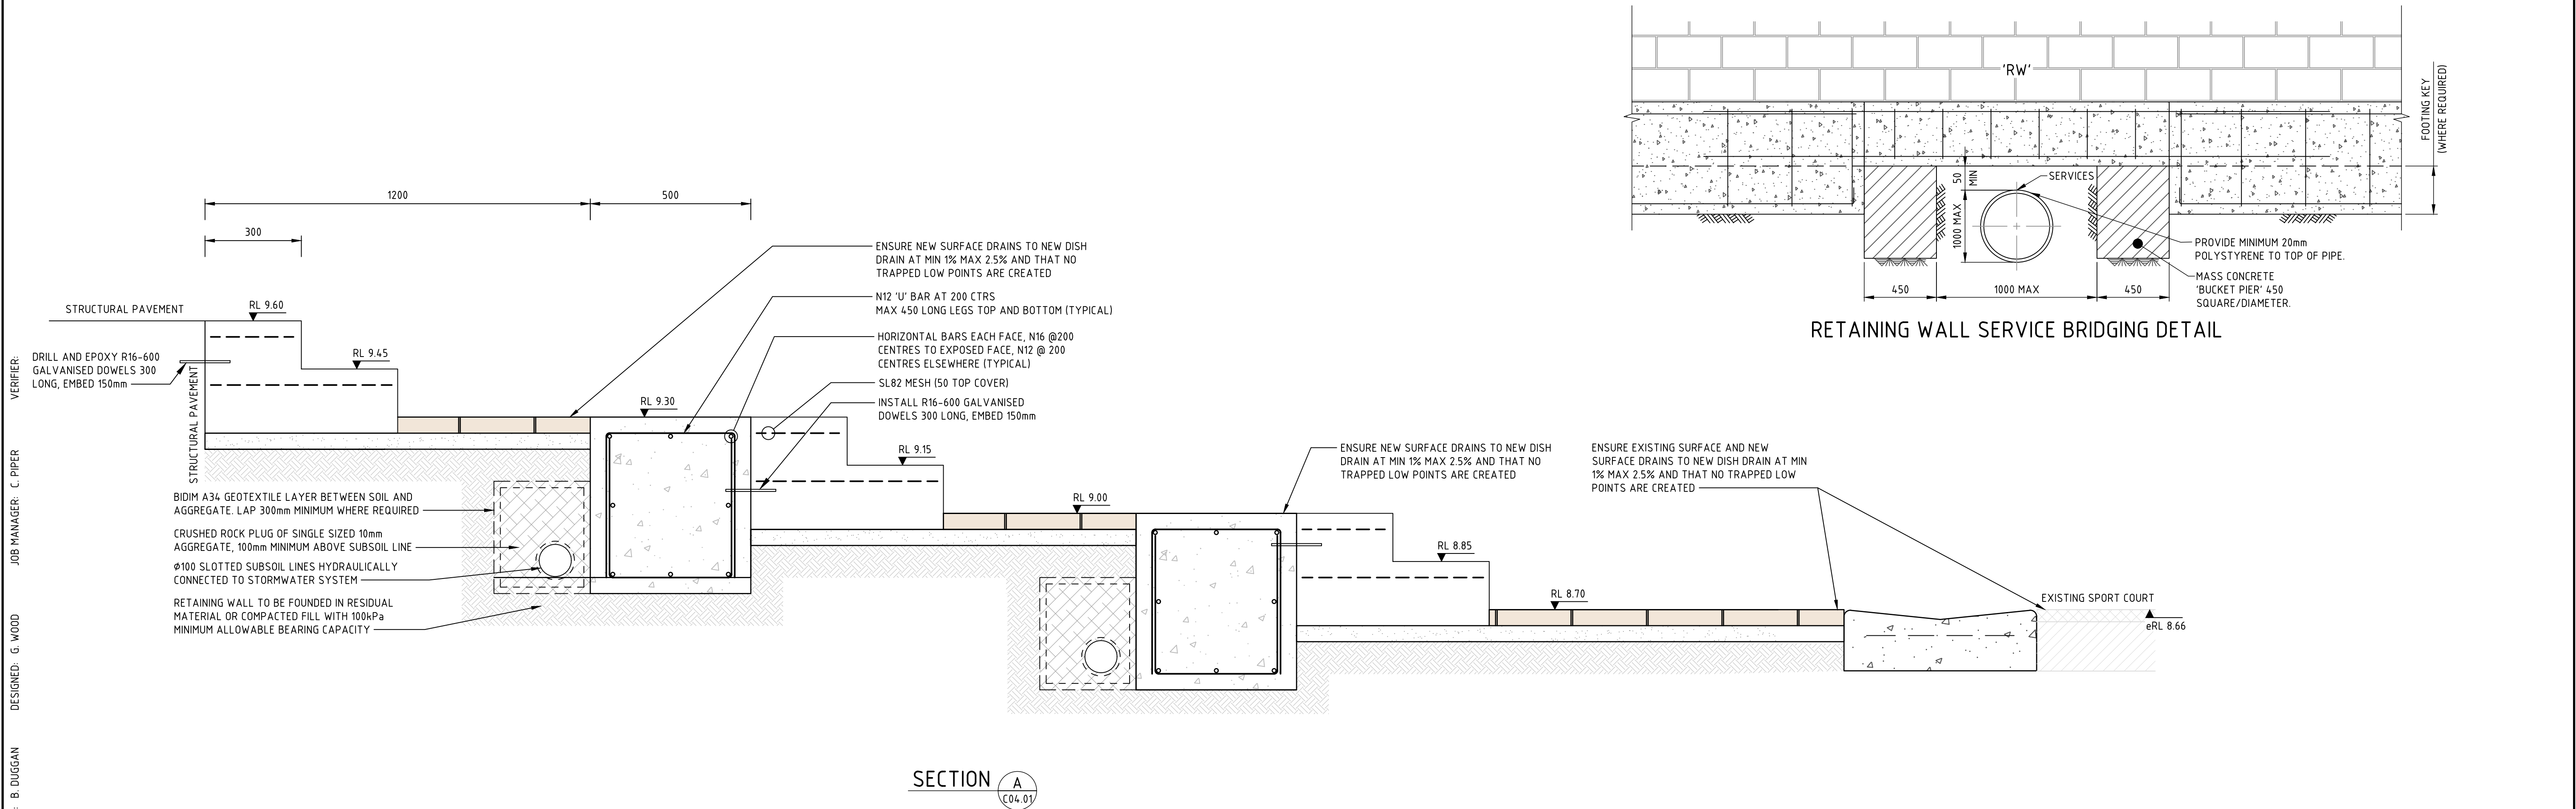 1200
500
300
STRUCTURAL PAVEMENT
RL 9.60
RL 9.45
DRILL AND EPOXY R16-600
GALVANISED DOWELS 300
LONG, EMBED 150mm
STRUCTURAL PAVEMENT
ENSURE NEW SURFACE DRAINS TO NEW DISH
DRAIN AT MIN 1% MAX 2.5% AND THAT NO
TRAPPED LOW POINTS ARE CREATED
N12 'U' BAR AT 200 CTRS
MAX 450 LONG LEGS TOP AND BOTTOM (TYPICAL)
HORIZONTAL BARS EACH FACE, N16 @200
CENTRES TO EXPOSED FACE, N12 @ 200
CENTRES ELSEWHERE (TYPICAL)
SL82 MESH (50 TOP COVER)
INSTALL R16-600 GALVANISED
DOWELS 300 LONG, EMBED 150mm
RL 9.30
RL 9.15
RL 9.00
BIDIM A34 GEOTEXTILE LAYER BETWEEN SOIL AND
AGGREGATE. LAP 300mm MINIMUM WHERE REQUIRED
CRUSHED ROCK PLUG OF SINGLE SIZED 10mm
AGGREGATE, 100mm MINIMUM ABOVE SUBSOIL LINE
Ø100 SLOTTED SUBSOIL LINES HYDRAULICALLY
CONNECTED TO STORMWATER SYSTEM
RETAINING WALL TO BE FOUNDED IN RESIDUAL
MATERIAL OR COMPACTED FILL WITH 100kPa
MINIMUM ALLOWABLE BEARING CAPACITY
ENSURE NEW SURFACE DRAINS TO NEW DISH
DRAIN AT MIN 1% MAX 2.5% AND THAT NO
TRAPPED LOW POINTS ARE CREATED
ENSURE EXISTING SURFACE AND NEW
SURFACE DRAINS TO NEW DISH DRAIN AT MIN
1% MAX 2.5% AND THAT NO TRAPPED LOW
POINTS ARE CREATED
RL 8.85
RL 8.70
EXISTING SPORT COURT
eRL 8.66
SECTION
A
C04.01
'RW'
FOOTING KEY
(WHERE REQUIRED)
50
MIN
SERVICES
1000 MAX
PROVIDE MINIMUM 20mm
POLYSTYRENE TO TOP OF PIPE.
MASS CONCRETE
'BUCKET PIER' 450
SQUARE/DIAMETER.
450
1000 MAX
450
RETAINING WALL SERVICE BRIDGING DETAIL
VERIFIER:
JOB MANAGER: C. PIPER
DESIGNED: G. WOOD
B. DUGGAN